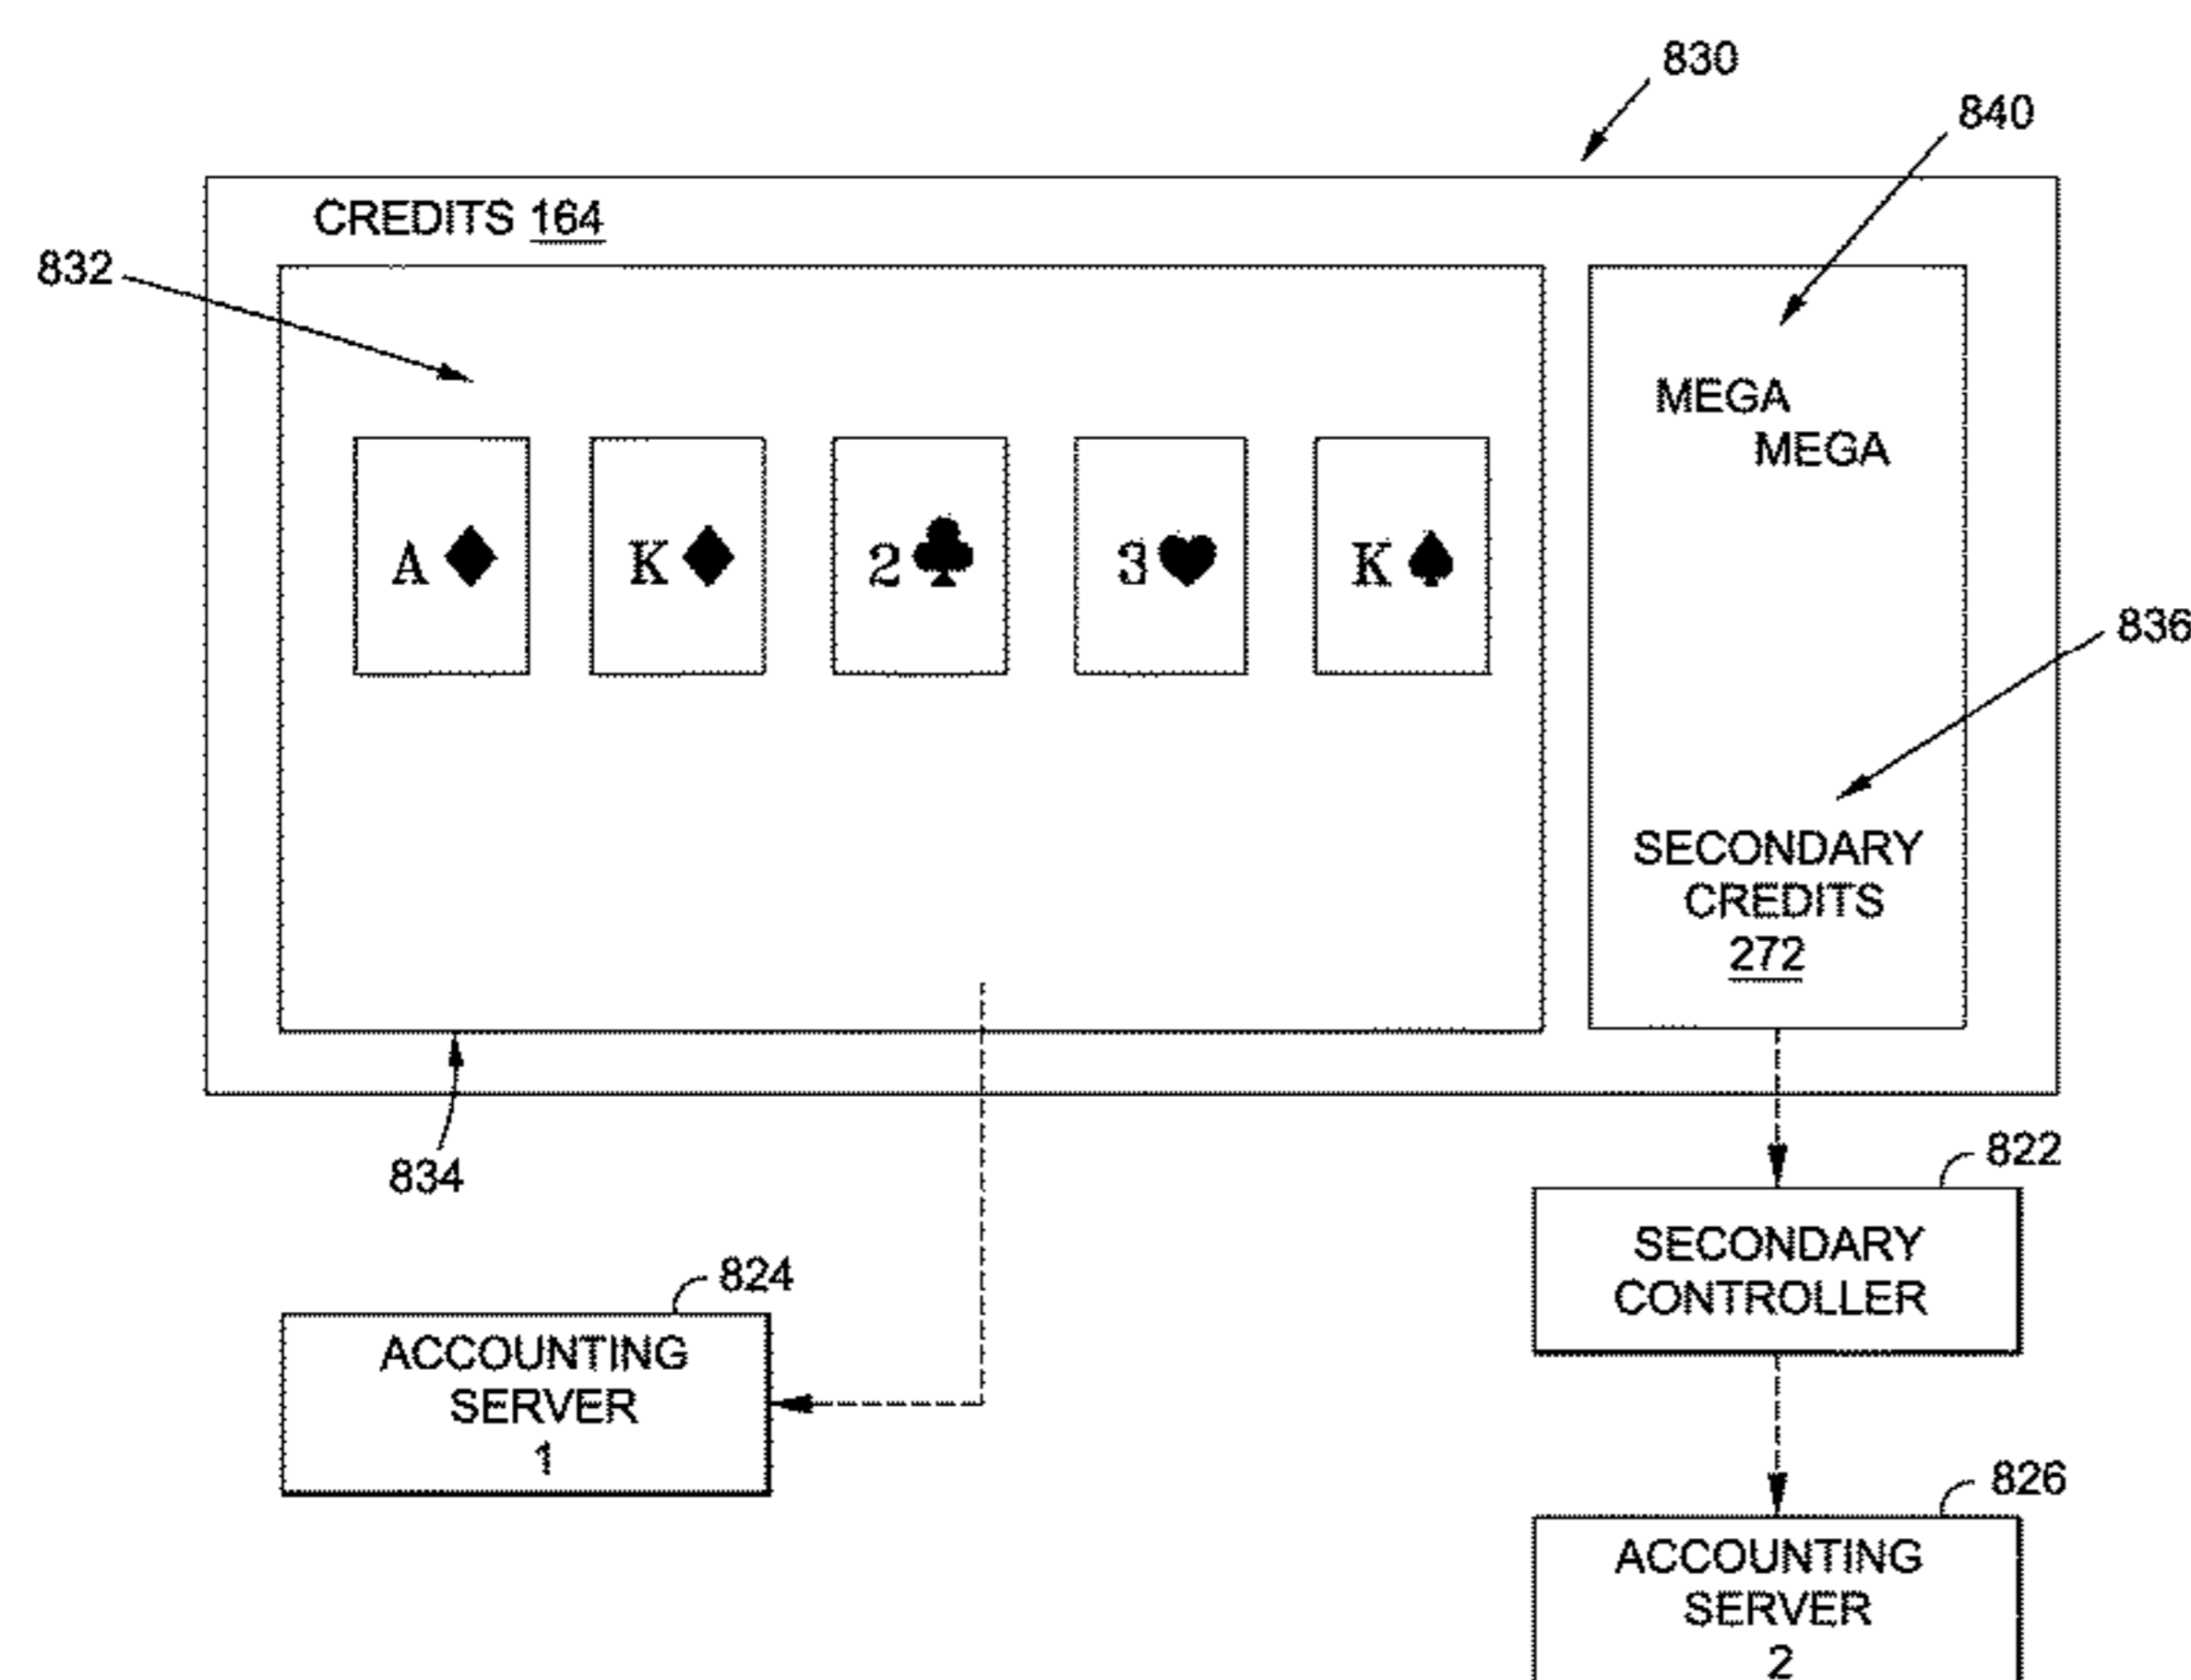 830
840
CREDITS 164
832
MEGA
MEGA
A♦ K♦ 2♣ 3♥ K♠
836
SECONDARY
CREDITS
272
834
822
SECONDARY
CONTROLLER
824
ACCOUNTING
SERVER
1
826
ACCOUNTING
SERVER
2